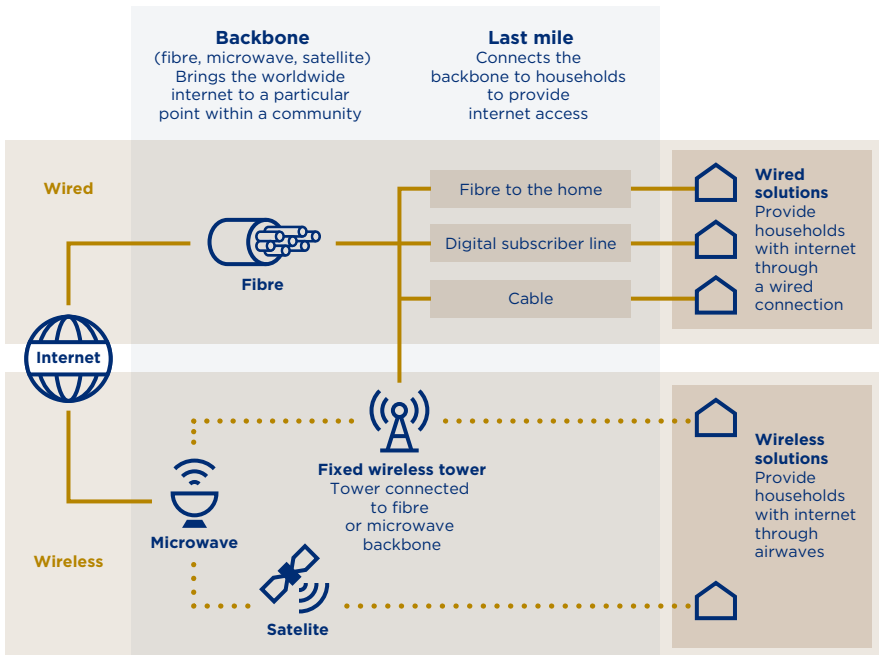 Backbone
(fibre, microwave, satellite)
Brings the worldwide
internet to a particular
point within a community
Last mile
Connects the
backbone to households
to provide
internet access
Wired
Fibre
Fibre to the home
Digital subscriber line
Cable
Wired
solutions
Provide
households
with internet
through
a wired
connection
Internet
Wireless
Microwave
Fixed wireless tower
Tower connected
to fibre
or microwave
backbone
Satelite
Wireless
solutions
Provide
households
with internet
through
airwaves